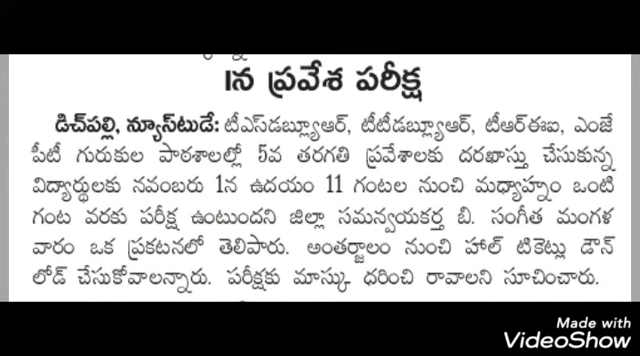 1న ప్రవేశ పరీక్ష
డిచ్‌పల్లి, న్యూస్‌టుడే: టీఎస్‌డబ్ల్యూఆర్, టీటీడబ్ల్యూఆర్, టీఆర్‌ఈఐ, ఎంజే
పీటీ గురుకుల పాఠశాలల్లో 5వ తరగతి ప్రవేశాలకు దరఖాస్తు చేసుకున్న
విద్యార్థులకు నవంబరు 1న ఉదయం 11 గంటల నుంచి మధ్యాహ్నం ఒంటి
గంట వరకు పరీక్ష ఉంటుందని జిల్లా సమన్వయకర్త బి. సంగీత మంగళ
వారం ఒక ప్రకటనలో తెలిపారు. అంతర్జాలం నుంచి హాల్ టికెట్లు డౌన్
లోడ్ చేసుకోవాలన్నారు. పరీక్షకు మాస్కు ధరించి రావాలని సూచించారు.
Made with
VideoShow